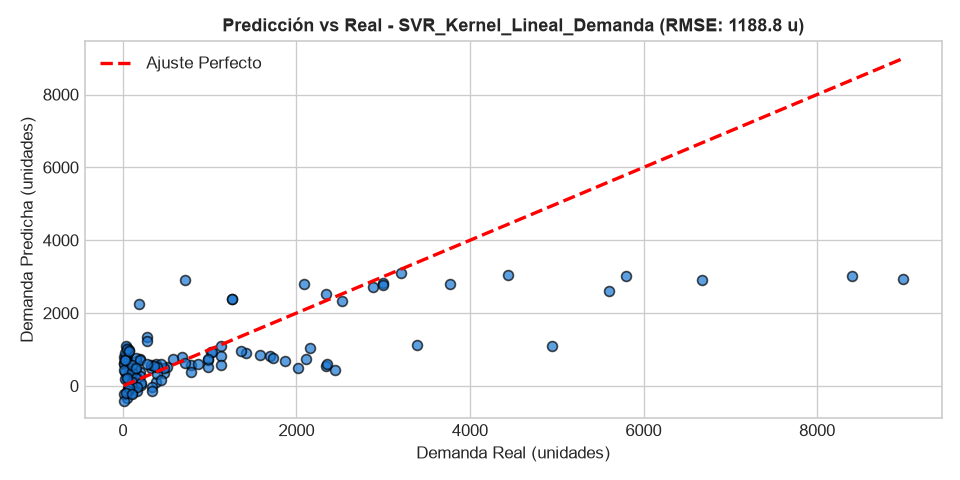 Predicción vs Real - SVR_Kernel_Lineal_Demanda (RMSE: 1188.8 u)
Ajuste Perfecto
Demanda Predicha (unidades)
8000
6000
4000
2000
0
0 2000 4000 6000 8000
Demanda Real (unidades)